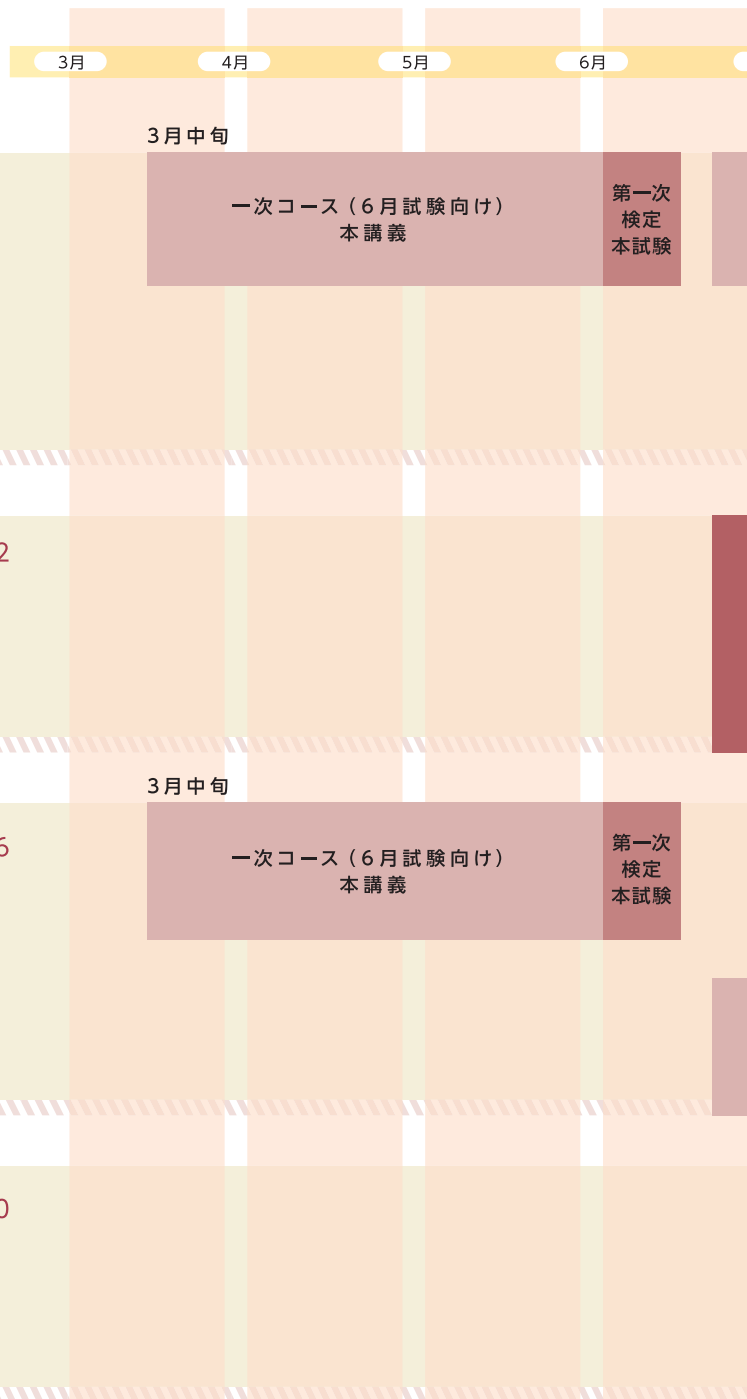 3月 4月 5月 6月
3月中旬
一次コース（6月試験向け）
本講義
第一次
検定
本試験
2
3月中旬
6
一次コース（6月試験向け）
本講義
第一次
検定
本試験
0